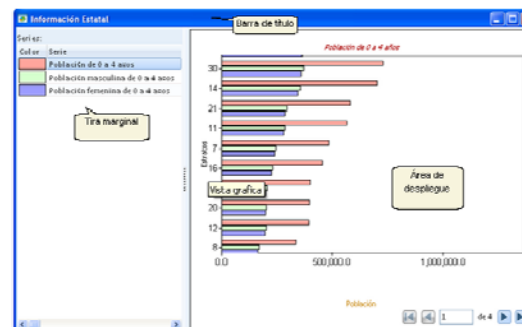 Información Estatal
Barra de título
Series:
Color Serie
Población de 0 a 4 años
Población masculina de 0 a 4 años
Población femenina de 0 a 4 años
Tira marginal
Población de 0 a 4 años
Estratos
30
14
21
11
7
16
20
12
8
Vista grafica
Área de
despliegue
0.0
500,000.0
1,000,000.0
Población
1
de 4